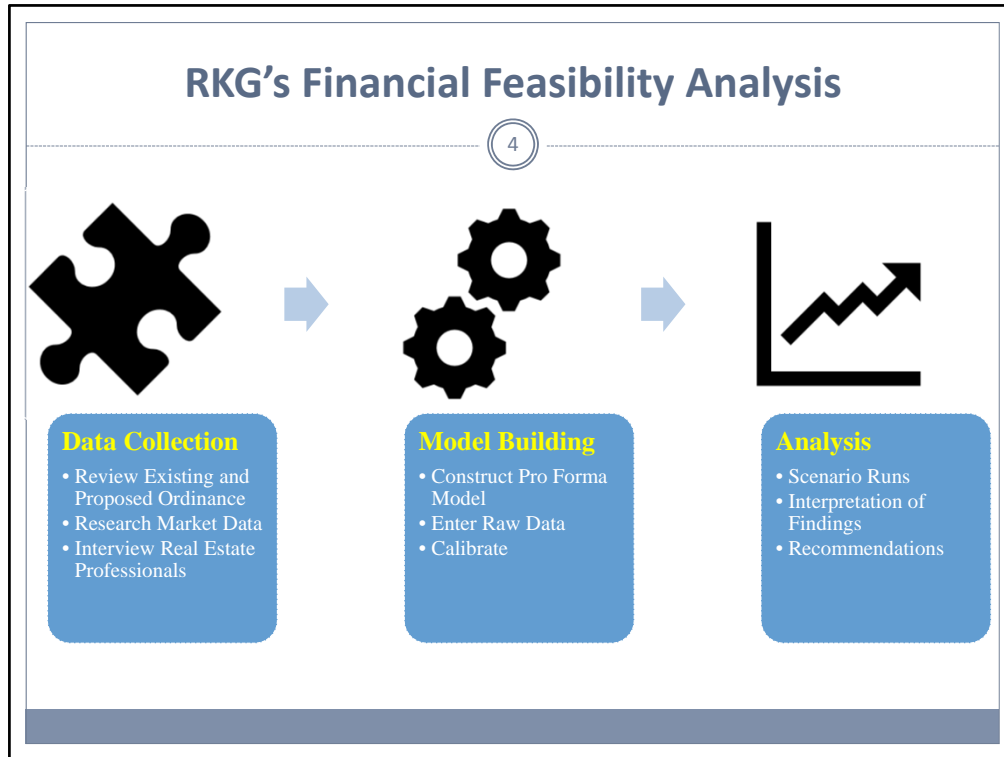 RKG's Financial Feasibility Analysis
4
Data Collection
• Review Existing and
Proposed Ordinance
• Research Market Data
• Interview Real Estate
Professionals
Model Building
• Construct Pro Forma
Model
• Enter Raw Data
• Calibrate
Analysis
• Scenario Runs
• Interpretation of
Findings
• Recommendations